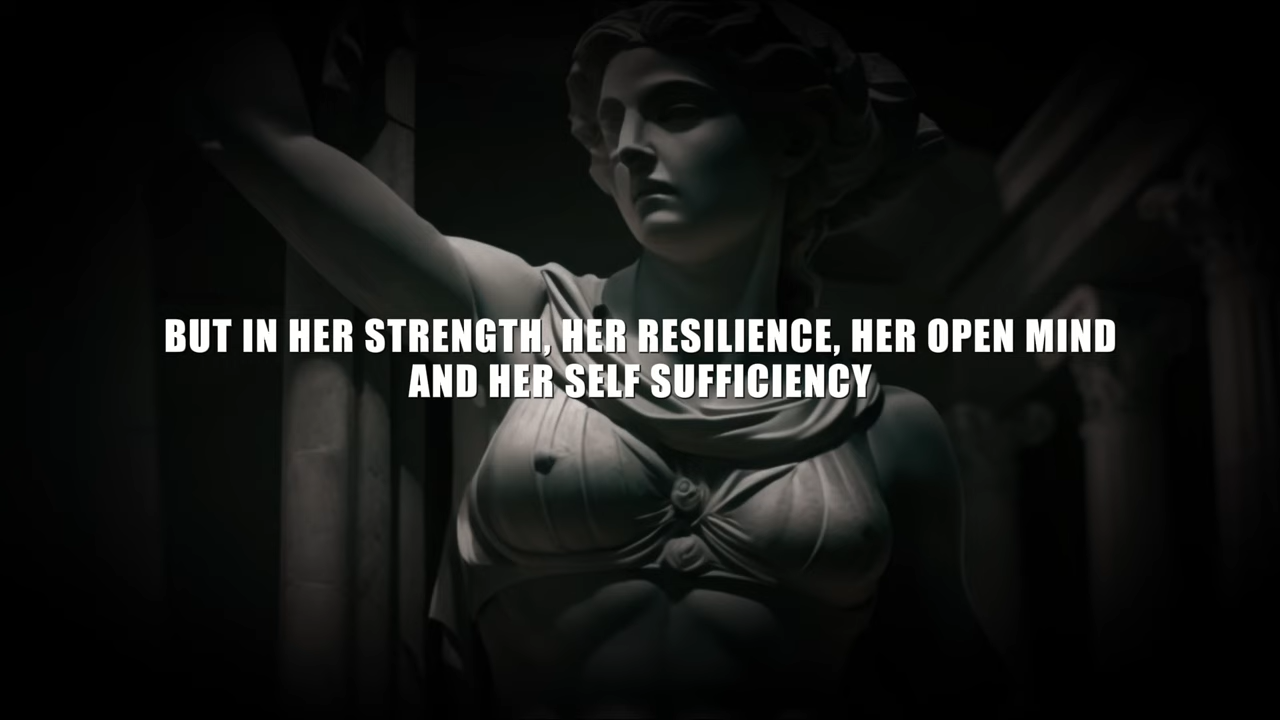 BUT IN HER STRENGTH, HER RESILIENCE, HER OPEN MIND
AND HER SELF SUFFICIENCY